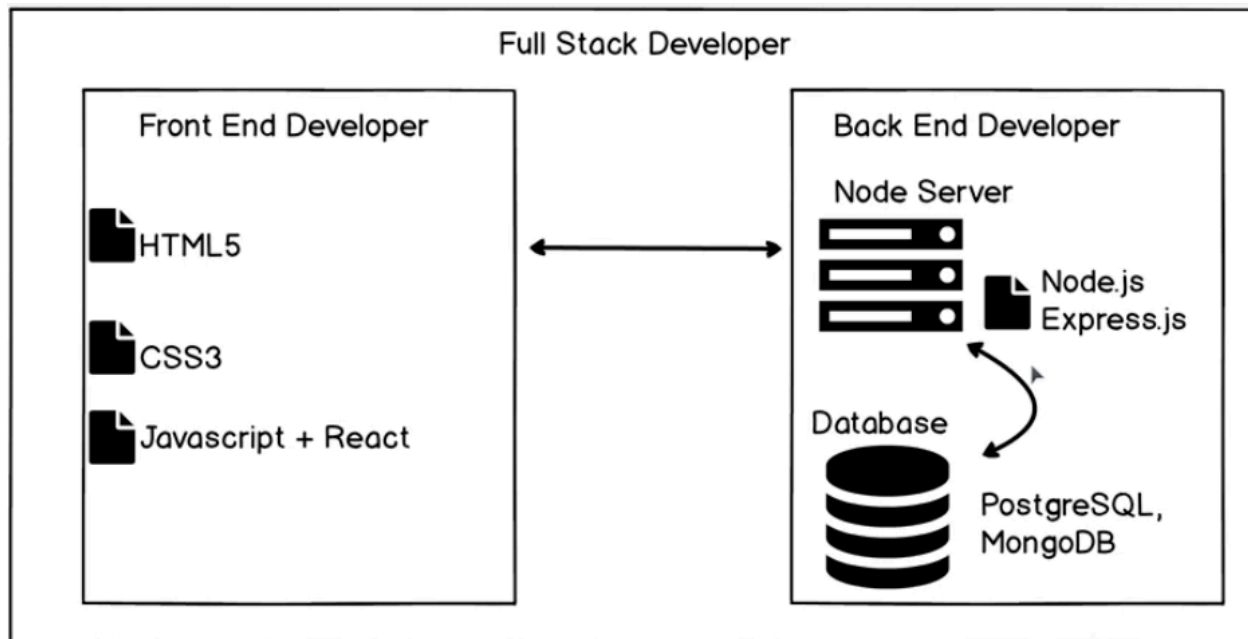 Full Stack Developer
Front End Developer
HTML5
CSS3
Javascript + React
Back End Developer
Node Server
Node.js
Express.js
Database
PostgreSQL,
MongoDB